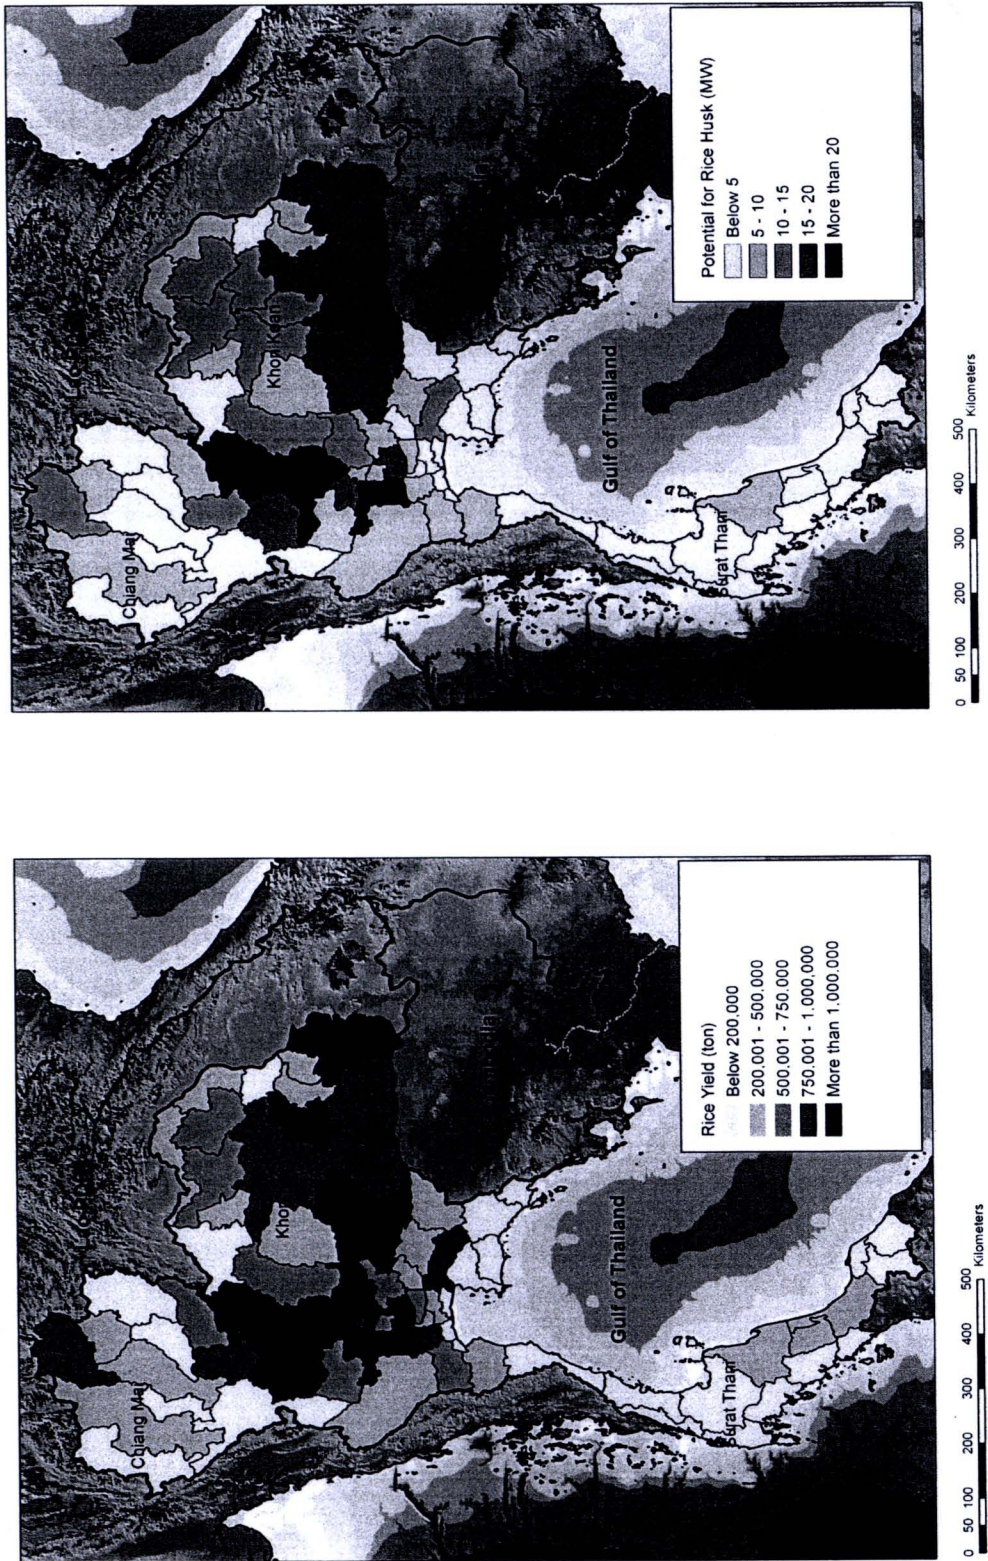 Chiang Mai
Gulf of Thailand
Surat Thani
Rice Yield (ton)
Below 200.000
200.001 - 500.000
500.001 - 750.000
750.001 - 1.000.000
More than 1.000.000
0 50 100 200 300 400 500
Kilometers
Chiang Mai
Khon Kaen
Gulf of Thailand
Surat Thani
Potential for Rice Husk (MW)
Below 5
5 - 10
10 - 15
15 - 20
More than 20
0 50 100 200 300 400 500
Kilometers